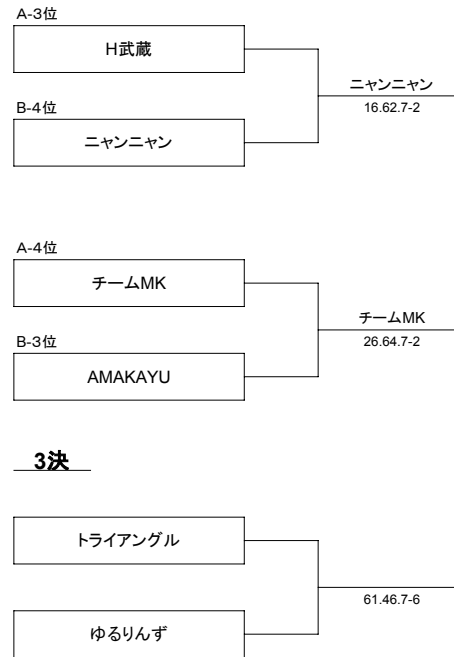 A-3位
H武蔵
ニャンニャン
16.62.7-2
B-4位
ニャンニャン
A-4位
チームMK
チームMK
26.64.7-2
B-3位
AMAKAYU
3決
トライアングル
61.46.7-6
ゆるりんず